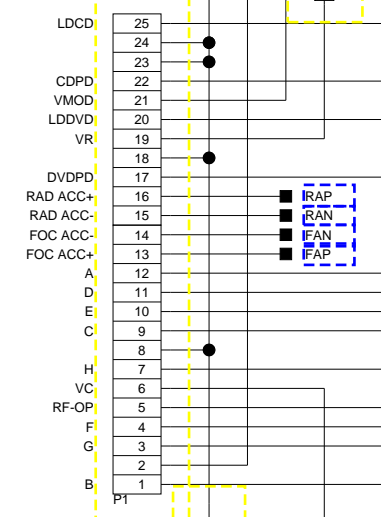 LDCD 25
24
23
CDPD 22
VMOD 21
LDDVD 20
VR 19
18
DVDPD 17
RAD ACC+ 16 RAP
RAD ACC- 15 RAN
FOC ACC- 14 FAN
FOC ACC+ 13 FAP
A 12
D 11
E 10
C 9
8
H 7
VC 6
RF-OP 5
F 4
G 3
2
B 1
P1